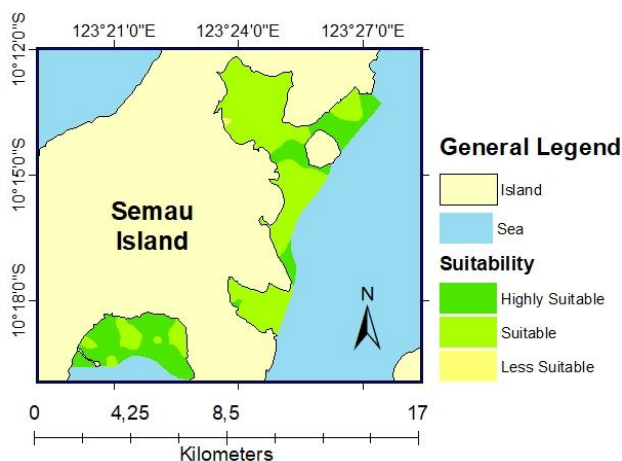 123°21'0"E 123°24'0"E 123°27'0"E
10°12'0"S
10°15'0"S
10°18'0"S
Semau
Island
N
General Legend
Island
Sea
Suitability
Highly Suitable
Suitable
Less Suitable
0 4,25 8,5 17
Kilometers